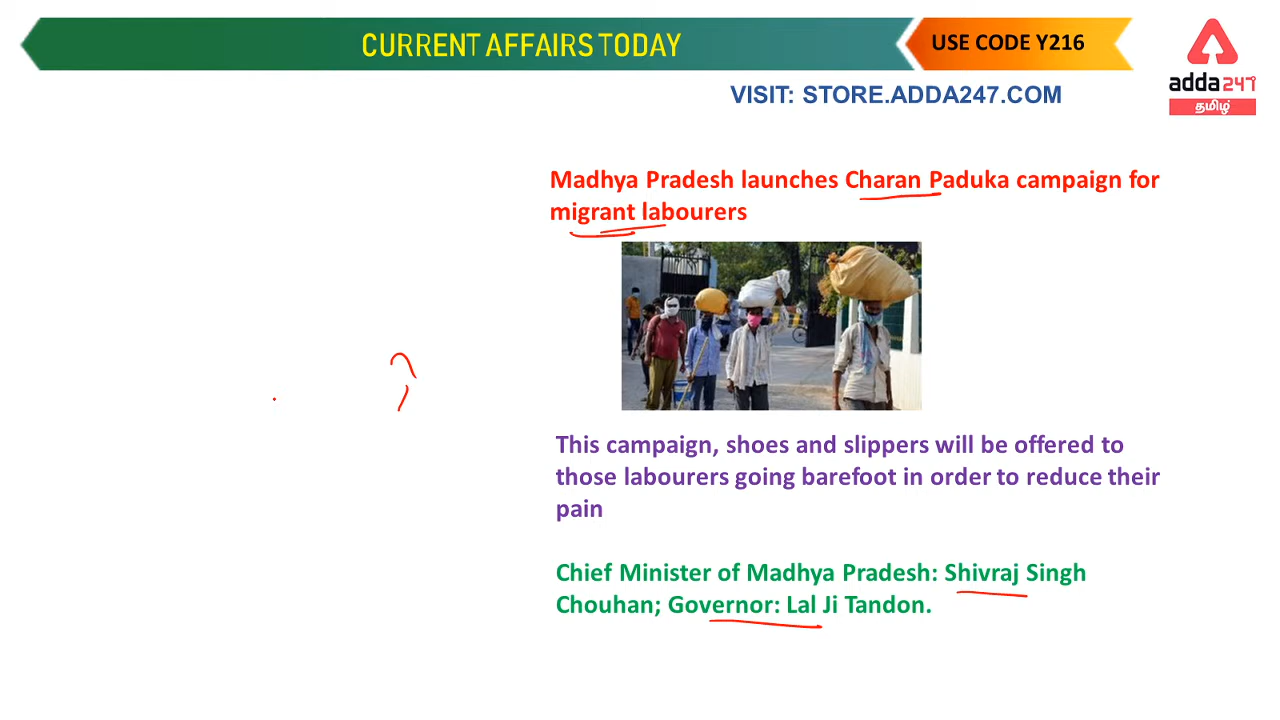 CURRENT AFFAIRS TODAY
USE CODE Y216
adda247
தமிழ்
VISIT: STORE.ADDA247.COM
Madhya Pradesh launches Charan Paduka campaign for
migrant labourers
This campaign, shoes and slippers will be offered to
those labourers going barefoot in order to reduce their
pain
Chief Minister of Madhya Pradesh: Shivraj Singh
Chouhan; Governor: Lal Ji Tandon.